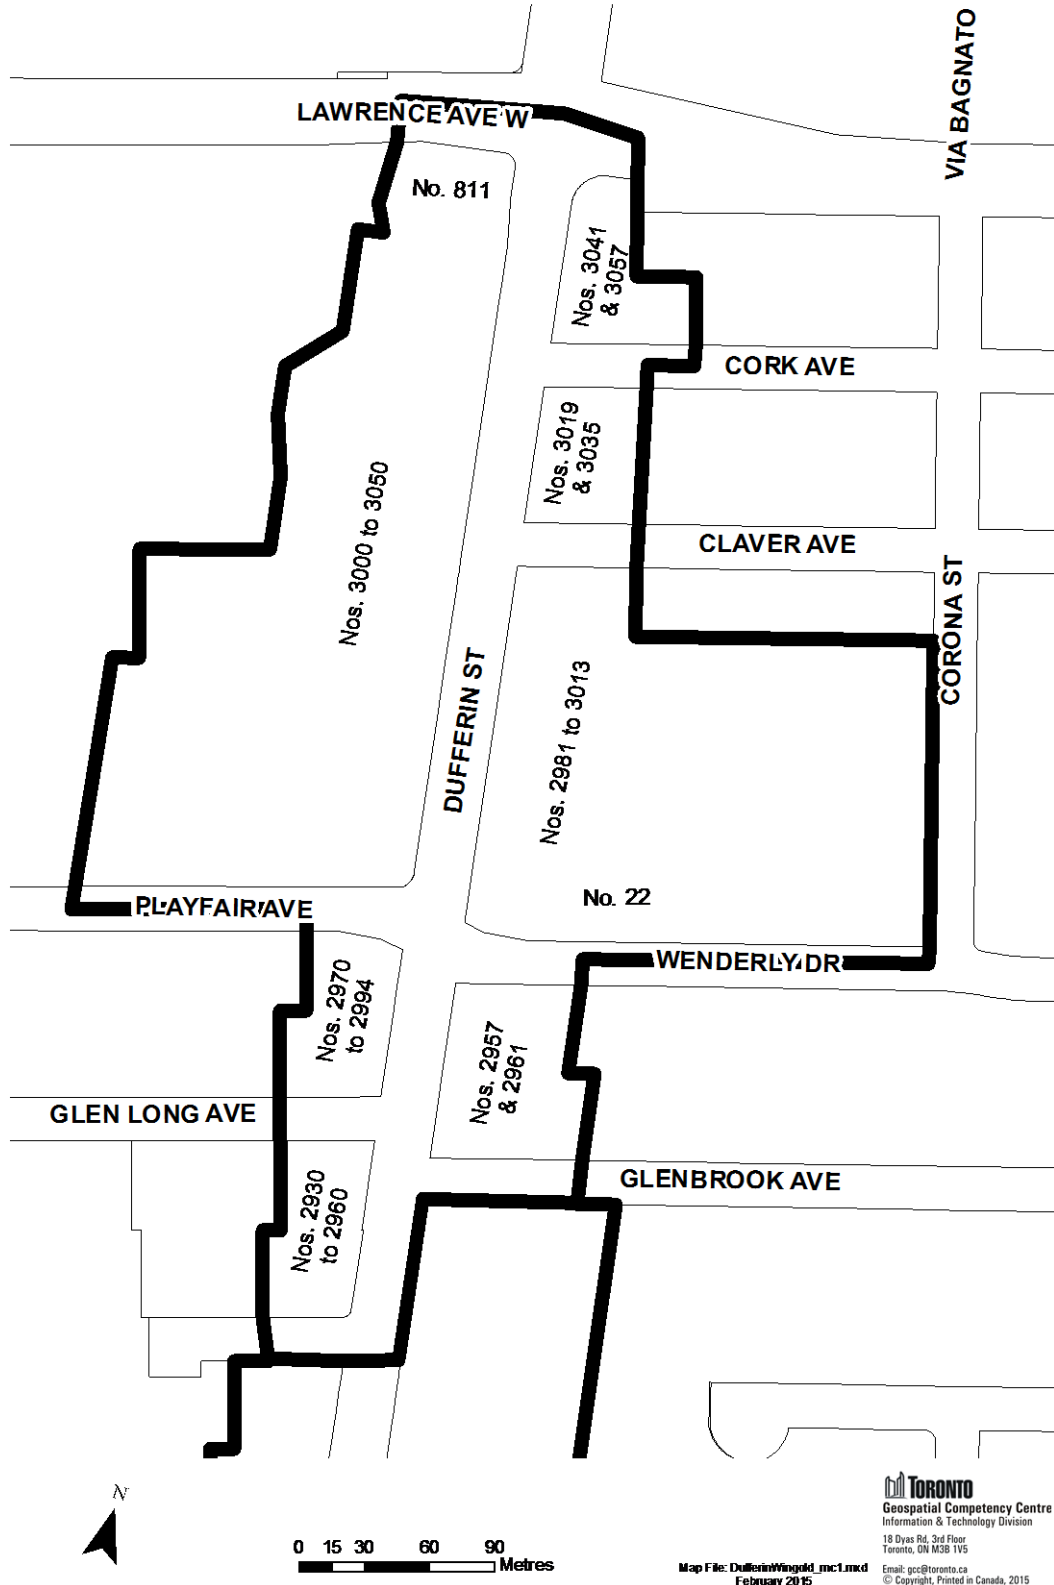 LAWRENCE AVE W
VIA BAGNATO
No. 811
Nos. 3041
& 3057
CORK AVE
Nos. 3019
& 3035
Nos. 3000 to 3050
CLAVER AVE
CORONA ST
DUFFERIN ST
Nos. 2981 to 3013
No. 22
PLAYFAIR AVE
WENDERLY DR
Nos. 2970
to 2994
Nos. 2957
& 2961
GLEN LONG AVE
GLENBROOK AVE
Nos. 2930
to 2960
N
0 15 30 60 90
Metres
TORONTO
Geospatial Competency Centre
Information & Technology Division
18 Dyas Rd, 3rd Floor
Toronto, ON M3B 1V5
Email: gcc@toronto.ca
© Copyright, Printed in Canada, 2015
Map File: DufferinWingold_mc1.mxd
February 2015